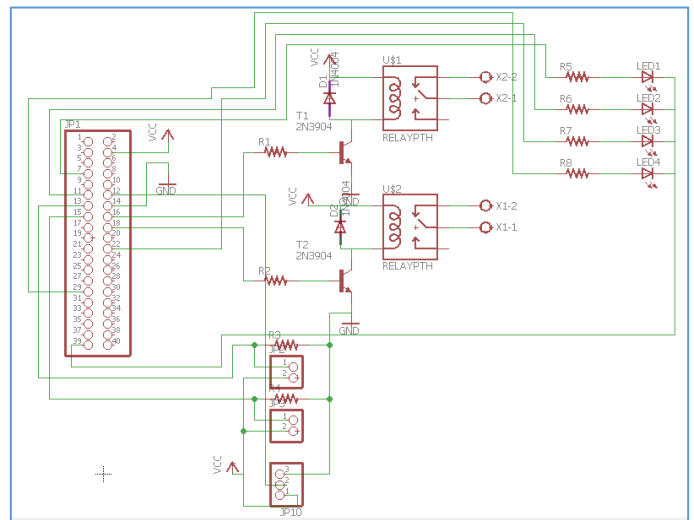 VCC
D1
1N4004
U$1
X2-2
X2-1
RELAYPTH
R5
LED1
R6
LED2
R7
LED3
R8
LED4
T1
2N3904
R1
JP1
VCC
GND
1 2
3 4
5 6
7 8
9 10
11 12
13 14
15 16
17 18
19 20
21 22
23 24
25 26
27 28
29 30
31 32
33 34
35 36
37 38
39 40
GND
VCC
D2
1N4004
U$2
X1-2
X1-1
RELAYPTH
T2
2N3904
R2
GND
R3
JP2
1
2
R4
JP3
1
2
VCC
3
2
1
JP10